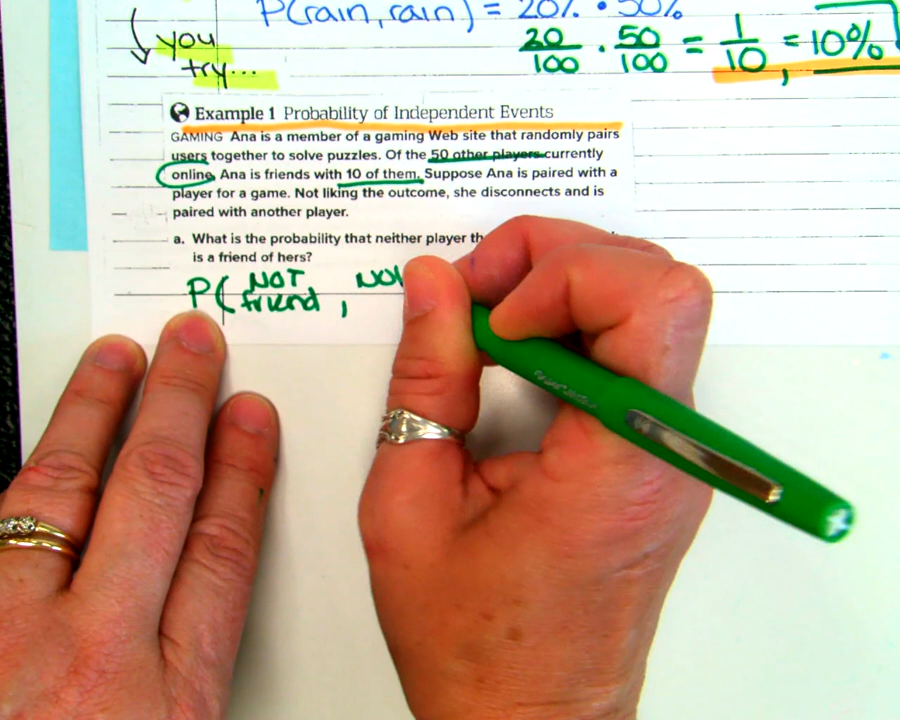 P(rain, rain) = 20% • 50%
20/100 • 50/100 = 1/10 = 10%
you
try...
Example 1 Probability of Independent Events
GAMING Ana is a member of a gaming Web site that randomly pairs
users together to solve puzzles. Of the 50 other players currently
online, Ana is friends with 10 of them. Suppose Ana is paired with a
player for a game. Not liking the outcome, she disconnects and is
paired with another player.
a. What is the probability that neither player
is a friend of hers?
P( NOT friend ,